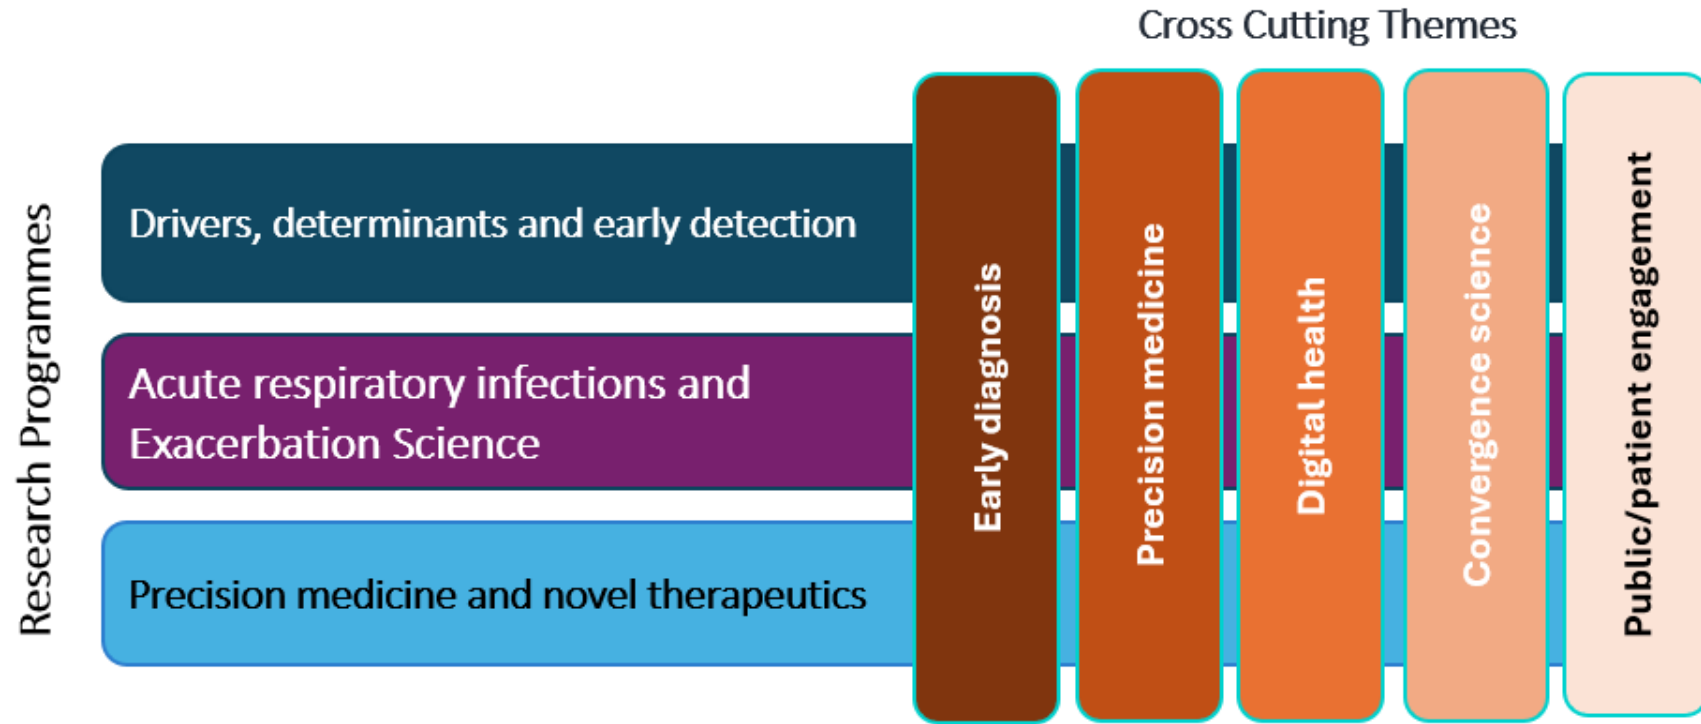 Cross Cutting Themes
Research Programmes
Drivers, determinants and early detection
Acute respiratory infections and
Exacerbation Science
Precision medicine and novel therapeutics
Early diagnosis
Precision medicine
Digital health
Convergence science
Public/patient engagement